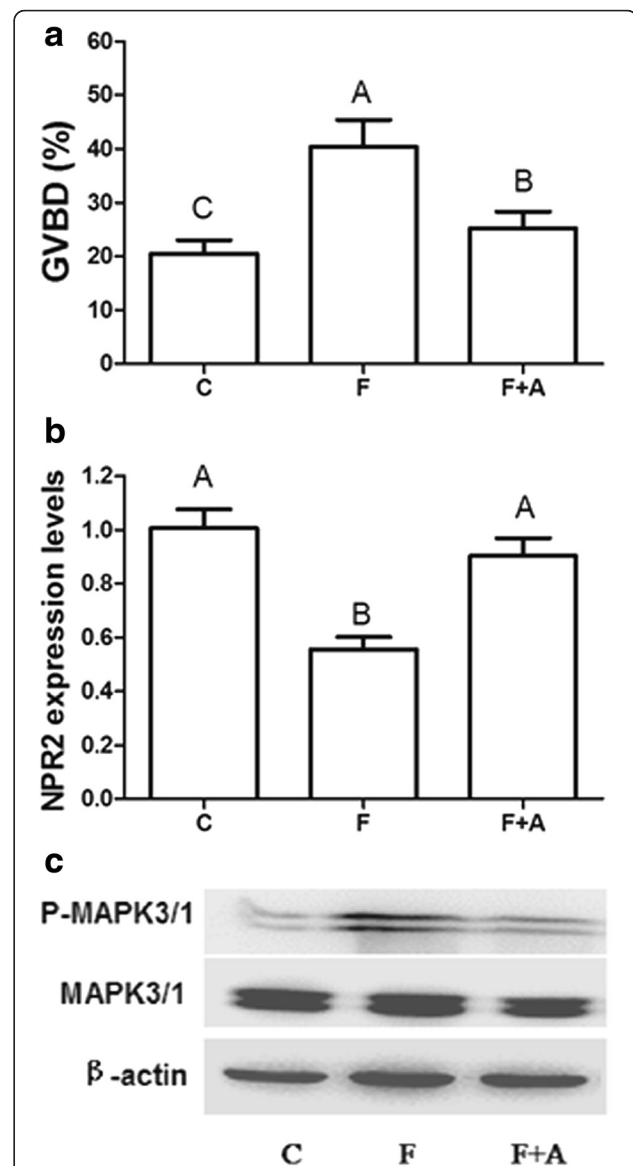 a
60
50
40
30
20
10
0
GVBD (%)
C
A
B
C
F
F+A
b
1.2
1.0
0.8
0.6
0.4
0.2
0.0
NPR2 expression levels
A
B
A
C
F
F+A
c
P-MAPK3/1
MAPK3/1
β-actin
C F F+A